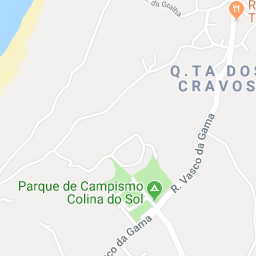 da Gralha
R
T
Q.TA DOS
CRAVOS
R. Vasco da Gama
Parque de Campismo
Colina do Sol
Vasco da Gama